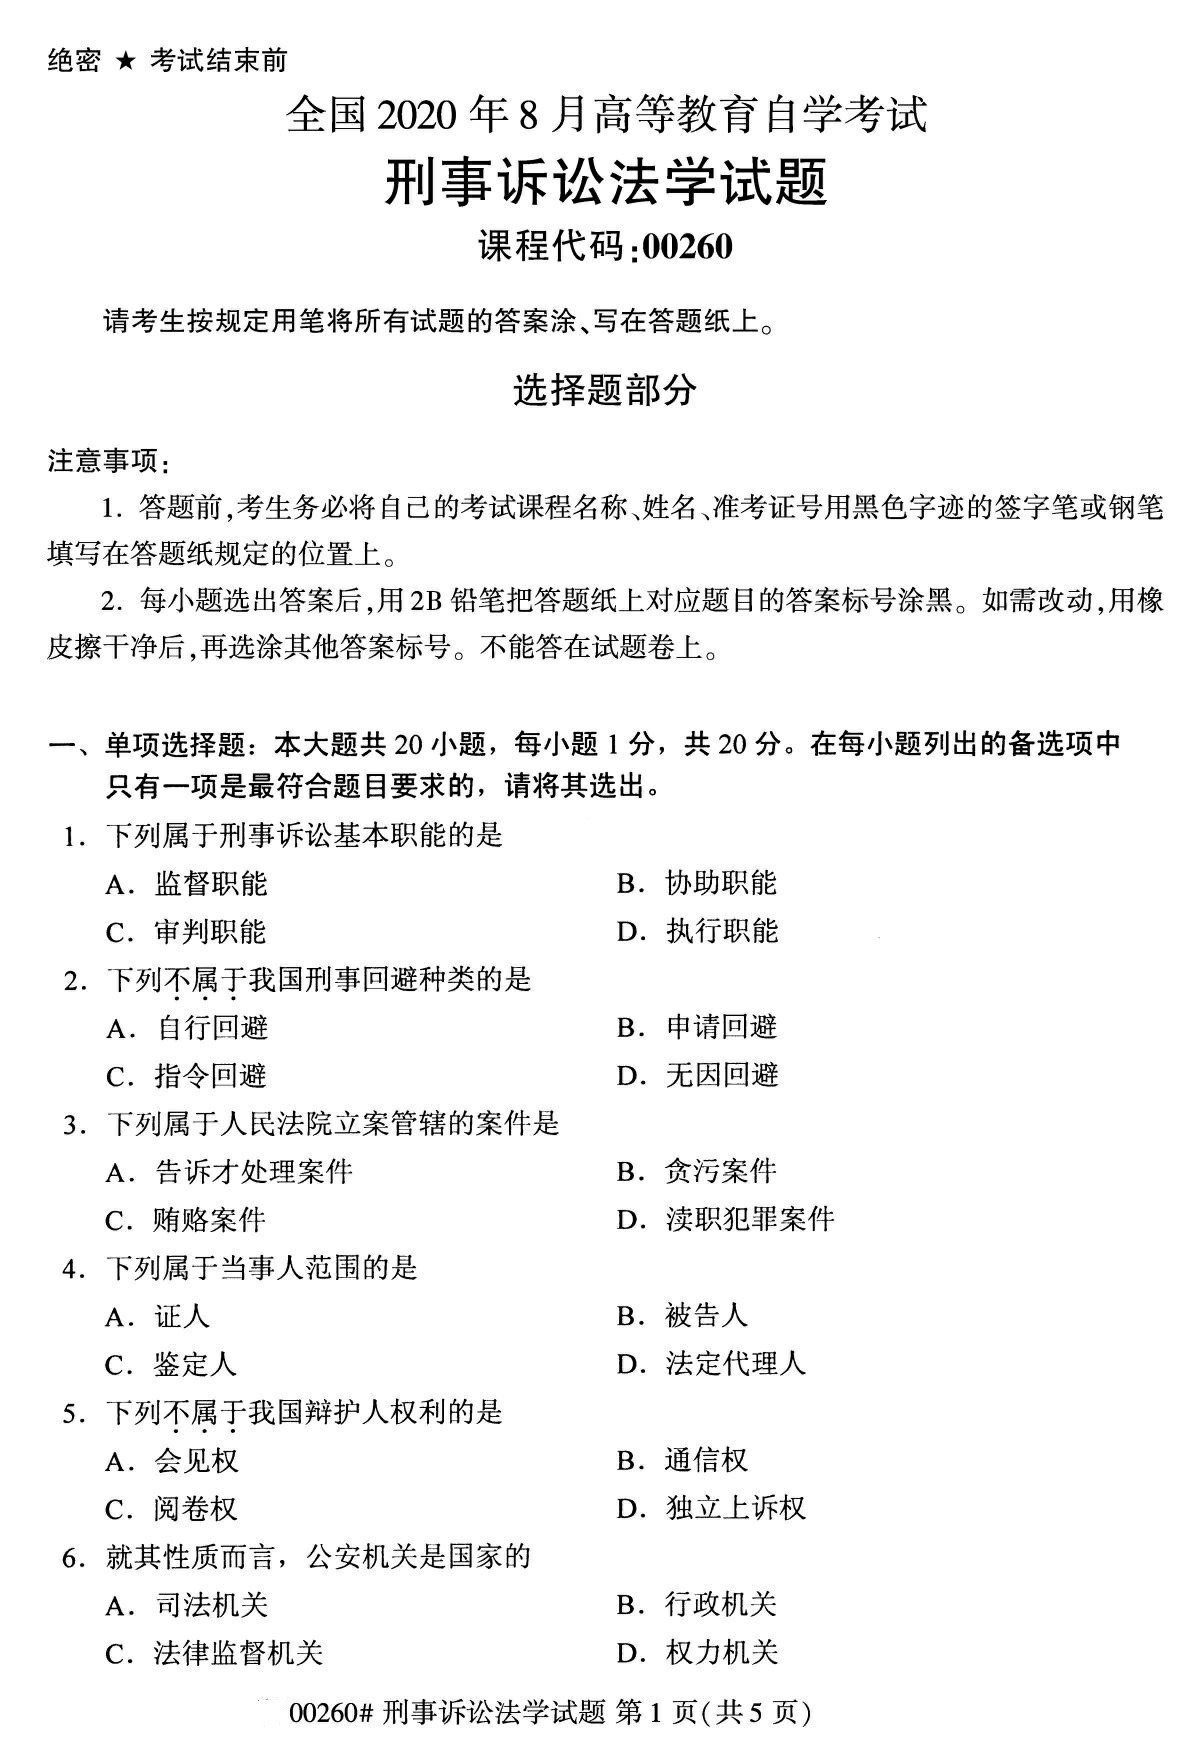 绝密 ★ 考试结束前
全国 2020 年 8 月高等教育自学考试
刑事诉讼法学试题
课程代码:00260
请考生按规定用笔将所有试题的答案涂、写在答题纸上。
选择题部分
注意事项:
1. 答题前,考生务必将自己的考试课程名称、姓名、准考证号用黑色字迹的签字笔或钢笔
填写在答题纸规定的位置上。
2. 每小题选出答案后,用 2B 铅笔把答题纸上对应题目的答案标号涂黑。如需改动,用橡
皮擦干净后,再选涂其他答案标号。不能答在试题卷上。
一、单项选择题：本大题共 20 小题，每小题 1 分，共 20 分。在每小题列出的备选项中
只有一项是最符合题目要求的，请将其选出。
1．下列属于刑事诉讼基本职能的是
A．监督职能 B．协助职能
C．审判职能 D．执行职能
2．下列不属于我国刑事回避种类的是
A．自行回避 B．申请回避
C．指令回避 D．无因回避
3．下列属于人民法院立案管辖的案件是
A．告诉才处理案件 B．贪污案件
C．贿赂案件 D．渎职犯罪案件
4．下列属于当事人范围的是
A．证人 B．被告人
C．鉴定人 D．法定代理人
5．下列不属于我国辩护人权利的是
A．会见权 B．通信权
C．阅卷权 D．独立上诉权
6．就其性质而言，公安机关是国家的
A．司法机关 B．行政机关
C．法律监督机关 D．权力机关
00260# 刑事诉讼法学试题 第 1 页(共 5 页)